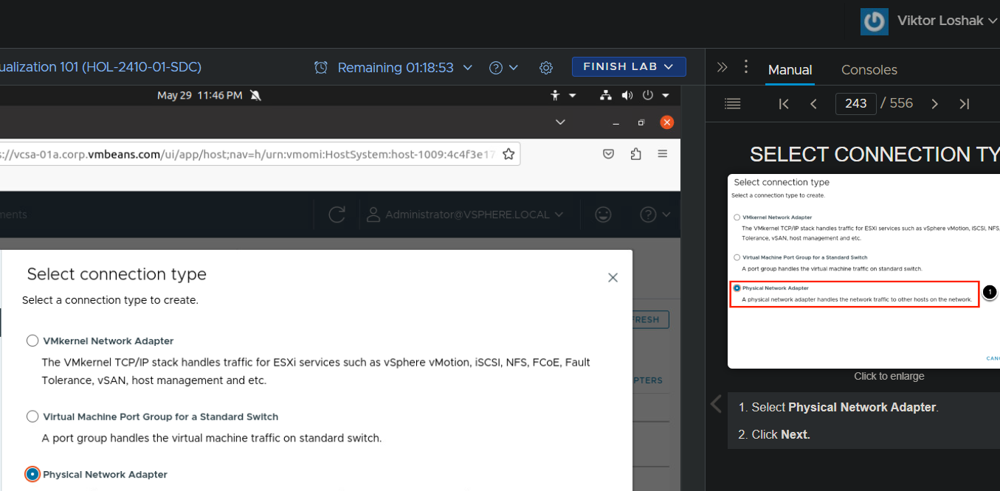 Viktor Loshak
ualization 101 (HOL-2410-01-SDC)
Remaining 01:18:53
FINISH LAB
Manual
Consoles
May 29 11:46 PM
243 / 556
s://vcsa-01a.corp.vmbeans.com/ui/app/host;nav=h/urn:vmomi:HostSystem:host-1009:4c4f3e17
ments
Administrator@VSPHERE.LOCAL
Select connection type
Select a connection type to create.
VMkernel Network Adapter
The VMkernel TCP/IP stack handles traffic for ESXi services such as vSphere vMotion, iSCSI, NFS, FCoE, Fault
Tolerance, vSAN, host management and etc.
Virtual Machine Port Group for a Standard Switch
A port group handles the virtual machine traffic on standard switch.
Physical Network Adapter
FRESH
PTERS
SELECT CONNECTION TY
Select connection type
Select a connection type to create.
VMkernel Network Adapter
The VMkernel TCP/IP stack handles traffic for ESXi services such as vSphere vMotion, iSCSI, NFS,
Tolerance, vSAN, host management and etc.
Virtual Machine Port Group for a Standard Switch
A port group handles the virtual machine traffic on standard switch.
Physical Network Adapter
A physical network adapter handles the network traffic to other hosts on the network.
1
CANC
Click to enlarge
1. Select Physical Network Adapter.
2. Click Next.